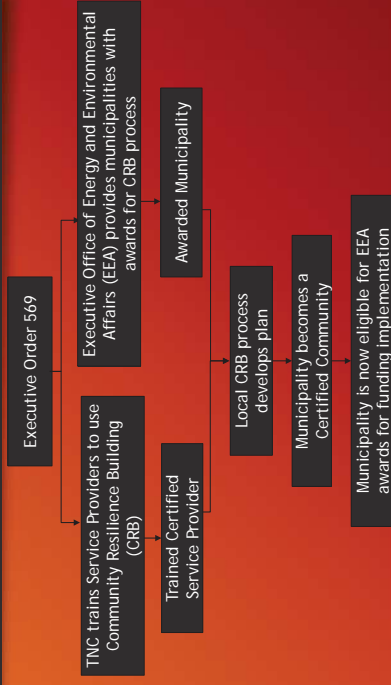 Executive Order 569
TNC trains Service Providers to use
Community Resilience Building
(CRB)
Executive Office of Energy and Environmental
Affairs (EEA) provides municipalities with
awards for CRB process
Trained Certified
Service Provider
Awarded Municipality
Local CRB process
develops plan
Municipality becomes a
Certified Community
Municipality is now eligible for EEA
awards for funding implementation